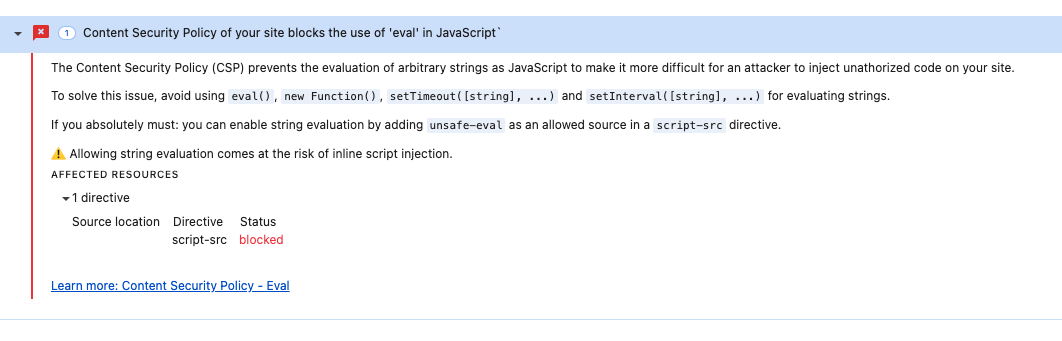 1 Content Security Policy of your site blocks the use of 'eval' in JavaScript`
The Content Security Policy (CSP) prevents the evaluation of arbitrary strings as JavaScript to make it more difficult for an attacker to inject unathorized code on your site.
To solve this issue, avoid using eval(), new Function(), setTimeout([string], ...) and setInterval([string], ...) for evaluating strings.
If you absolutely must: you can enable string evaluation by adding unsafe-eval as an allowed source in a script-src directive.
⚠️ Allowing string evaluation comes at the risk of inline script injection.
AFFECTED RESOURCES
1 directive
Source location Directive Status
script-src blocked
Learn more: Content Security Policy - Eval